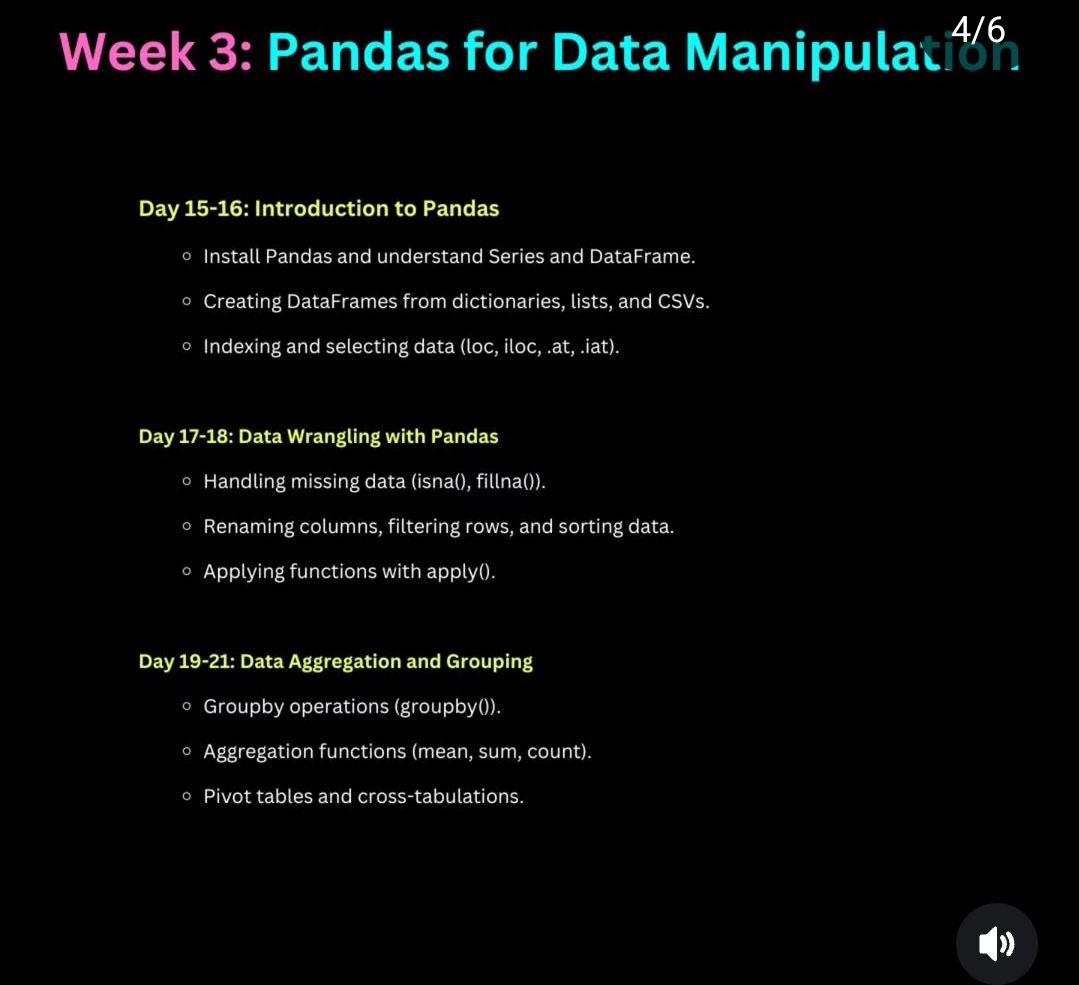 4/6
Week 3: Pandas for Data Manipulation
Day 15-16: Introduction to Pandas
Install Pandas and understand Series and DataFrame.
Creating DataFrames from dictionaries, lists, and CSVs.
Indexing and selecting data (loc, iloc, .at, .iat).
Day 17-18: Data Wrangling with Pandas
Handling missing data (isna(), fillna()).
Renaming columns, filtering rows, and sorting data.
Applying functions with apply().
Day 19-21: Data Aggregation and Grouping
Groupby operations (groupby()).
Aggregation functions (mean, sum, count).
Pivot tables and cross-tabulations.